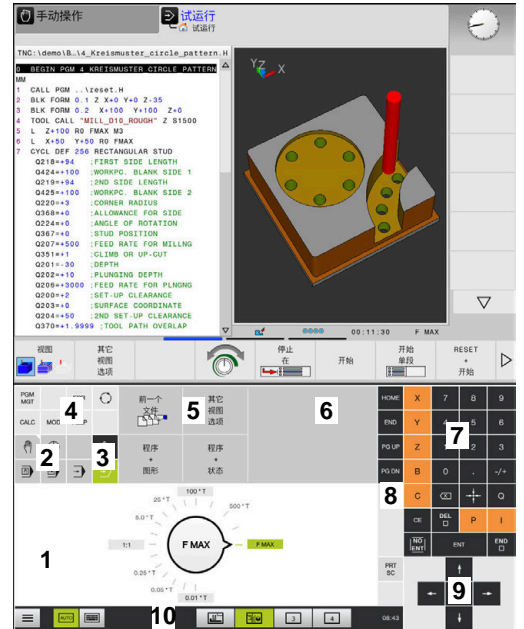 手动操作
试运行
试运行
TNC:\demo\B...\4_Kreismuster_circle_pattern.H
0 BEGIN PGM 4_KREISMUSTER_CIRCLE_PATTERN
MM
1 CALL PGM ..\reset.H
2 BLK FORM 0.1 Z X+0 Y+0 Z-35
3 BLK FORM 0.2 X+100 Y+100 Z+0
4 TOOL CALL "MILL_D10_ROUGH" Z S1500
5 L Z+100 R0 FMAX M3
6 L X+50 Y+50 R0 FMAX
7 CYCL DEF 256 RECTANGULAR STUD
Q218=+94 ;FIRST SIDE LENGTH
Q424=+100 ;WORKPC. BLANK SIDE 1
Q219=+94 ;2ND SIDE LENGTH
Q425=+100 ;WORKPC. BLANK SIDE 2
Q220=+3 ;CORNER RADIUS
Q368=+0 ;ALLOWANCE FOR SIDE
Q224=+0 ;ANGLE OF ROTATION
Q367=+0 ;STUD POSITION
Q207=+500 ;FEED RATE FOR MILLNG
Q351=+1 ;CLIMB OR UP-CUT
Q201=-30 ;DEPTH
Q202=+10 ;PLUNGING DEPTH
Q206=+3000 ;FEED RATE FOR PLNGNG
Q200=+2 ;SET-UP CLEARANCE
Q203=+0 ;SURFACE COORDINATE
Q204=+50 ;2ND SET-UP CLEARANCE
Q370=+1.9999 ;TOOL PATH OVERLAP
YZ X
00:11:30 F MAX
视图
其它
视图
选项
停止
在
开始
开始
单段
RESET
+
开始
PGM
MGT
CALC MOD
4
2
3
前一个
文件
其它
视图
选项
5
程序
+
图形
程序
+
状态
6
HOME X 7 8 9
END Y 4 5 6
PG UP Z 1 2 3
PG DN B 0 . -/+
C Q
CE DEL P I
NO
ENT
ENT
END
PRT
SC
7
8
9
1
100°T
25°T
500°T
5.0°T
1:1
F MAX
F MAX
0.25°T
0.05°T
0.01°T
AUTO
10
3
4
08:43